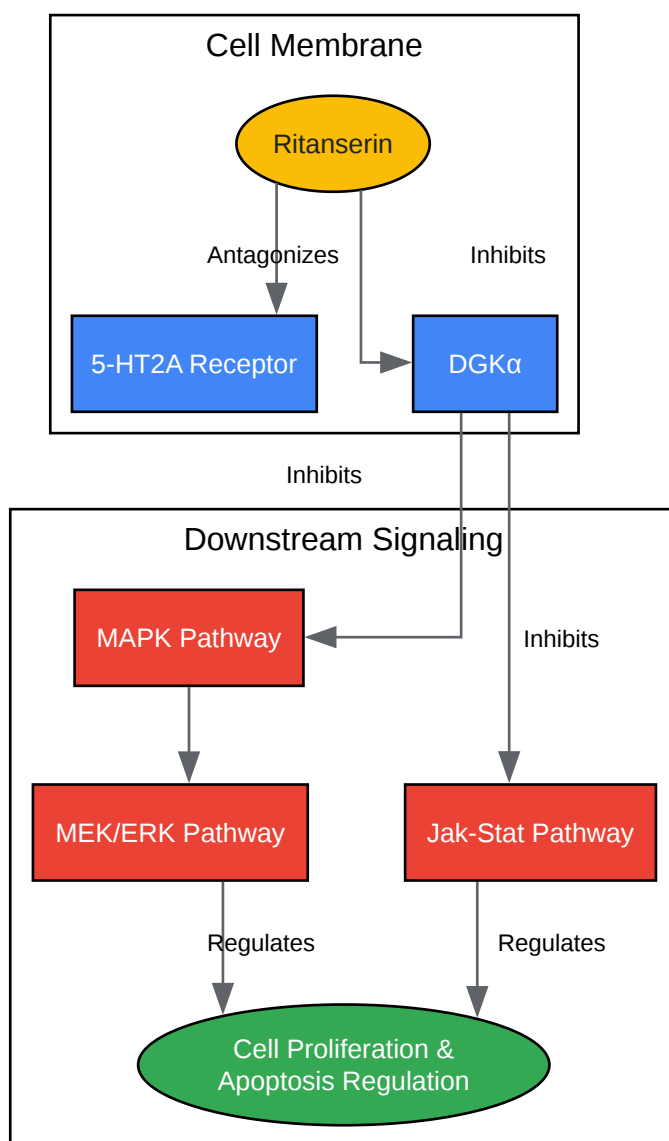 Cell Membrane
Ritanserin
Antagonizes
Inhibits
5-HT2A Receptor
DGKα
Inhibits
Downstream Signaling
MAPK Pathway
Inhibits
MEK/ERK Pathway
Jak-Stat Pathway
Regulates
Regulates
Cell Proliferation &
Apoptosis Regulation